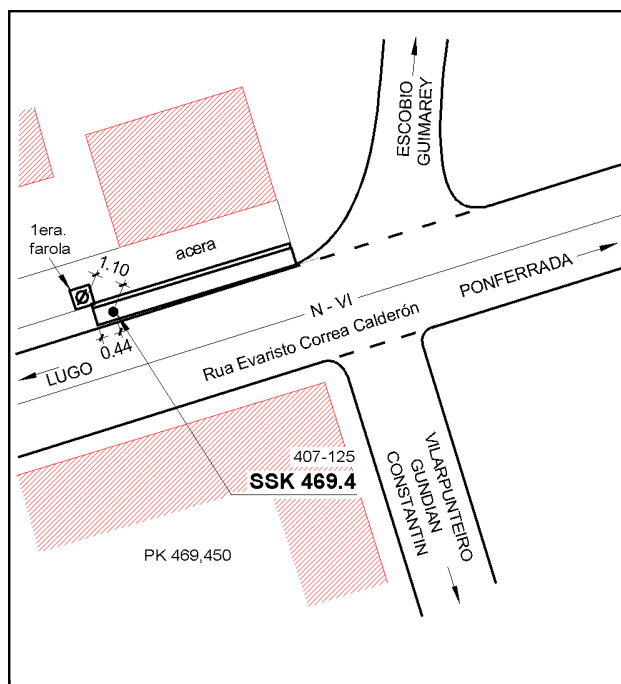 ESCOBIO
GUIMAREY
1era.
farola
1.10
acera
0.44
LUGO
N - VI
PONFERRADA
Rua Evaristo Correa Calderón
407-125
SSK 469.4
PK 469,450
VILARPUNTEIRO
GUNDIAN
CONSTANTIN